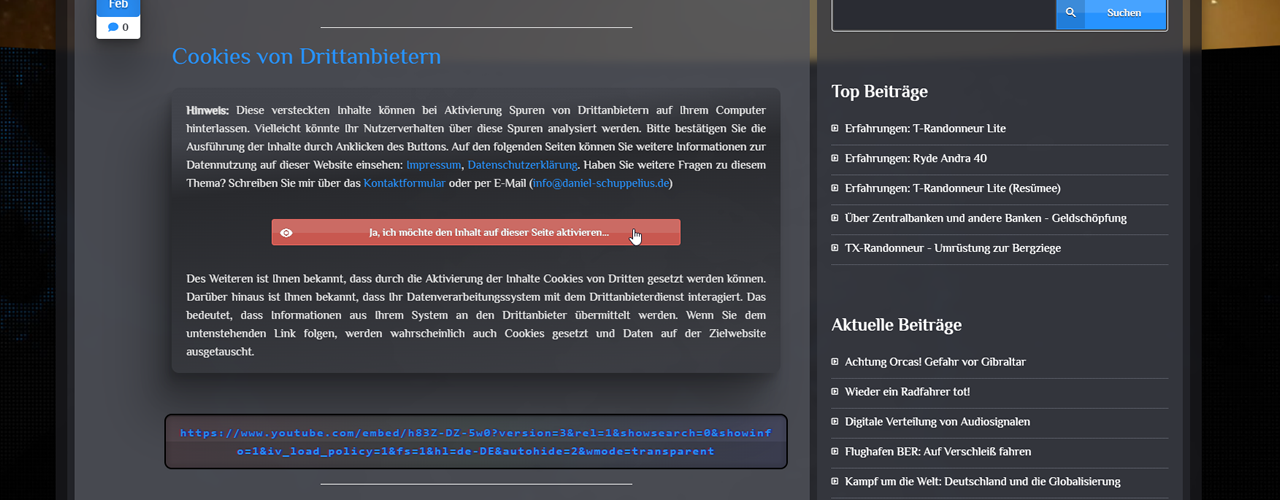 Feb
0
Cookies von Drittanbietern
Hinweis: Diese versteckten Inhalte können bei Aktivierung Spuren von Drittanbietern auf Ihrem Computer
hinterlassen. Vielleicht könnte Ihr Nutzerverhalten über diese Spuren analysiert werden. Bitte bestätigen Sie die
Ausführung der Inhalte durch Anklicken des Buttons. Auf den folgenden Seiten können Sie weitere Informationen zur
Datennutzung auf dieser Website einsehen: Impressum, Datenschutzerklärung. Haben Sie weitere Fragen zu diesem
Thema? Schreiben Sie mir über das Kontaktformular oder per E-Mail (info@daniel-schuppelius.de)
Ja, ich möchte den Inhalt auf dieser Seite aktivieren...
Des Weiteren ist Ihnen bekannt, dass durch die Aktivierung der Inhalte Cookies von Dritten gesetzt werden können.
Darüber hinaus ist Ihnen bekannt, dass Ihr Datenverarbeitungssystem mit dem Drittanbieterdienst interagiert. Das
bedeutet, dass Informationen aus Ihrem System an den Drittanbieter übermittelt werden. Wenn Sie dem
untenstehenden Link folgen, werden wahrscheinlich auch Cookies gesetzt und Daten auf der Zielwebsite
ausgetauscht.
https://www.youtube.com/embed/h83Z-DZ-5w0?version=3&rel=1&showsearch=0&showinf
o=1&iv_load_policy=1&fs=1&hl=de-DE&autohide=2&wmode=transparent
Suchen
Top Beiträge
Erfahrungen: T-Randonneur Lite
Erfahrungen: Ryde Andra 40
Erfahrungen: T-Randonneur Lite (Resümee)
Über Zentralbanken und andere Banken - Geldschöpfung
TX-Randonneur - Umrüstung zur Bergziege
Aktuelle Beiträge
Achtung Orcas! Gefahr vor Gibraltar
Wieder ein Radfahrer tot!
Digitale Verteilung von Audiosignalen
Flughafen BER: Auf Verschleiß fahren
Kampf um die Welt: Deutschland und die Globalisierung